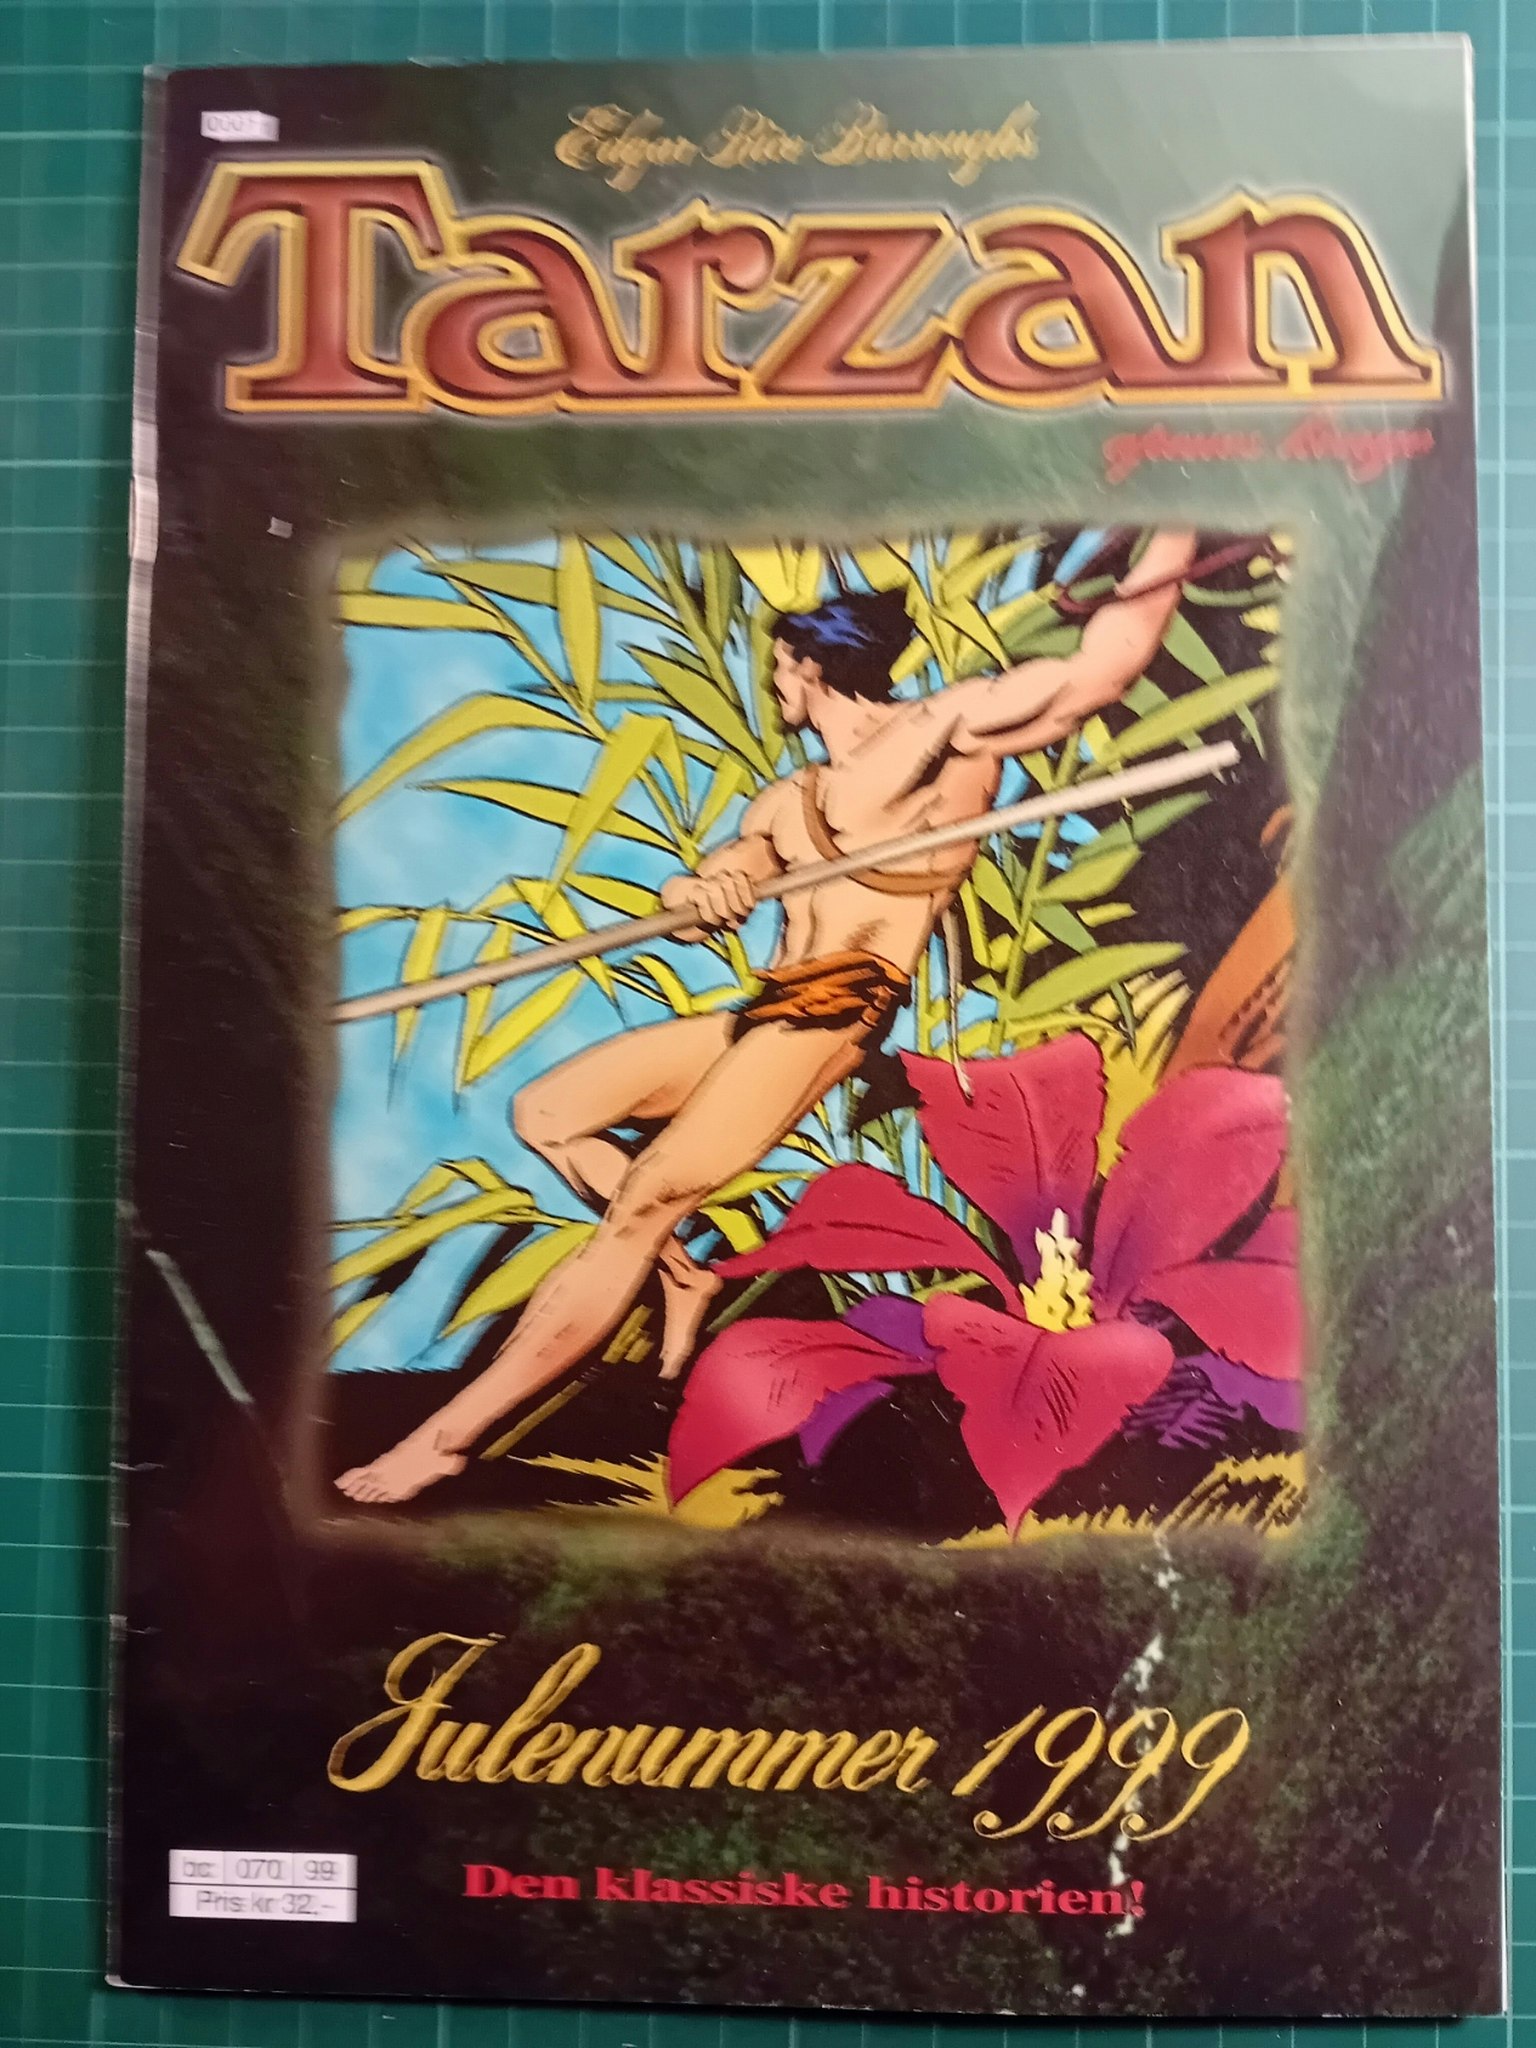 Edgar Rice Burroughs
Tarzan
Julenummer 1999
bc: 070 99
Pris: kr 32,-
Den klassiske historien!